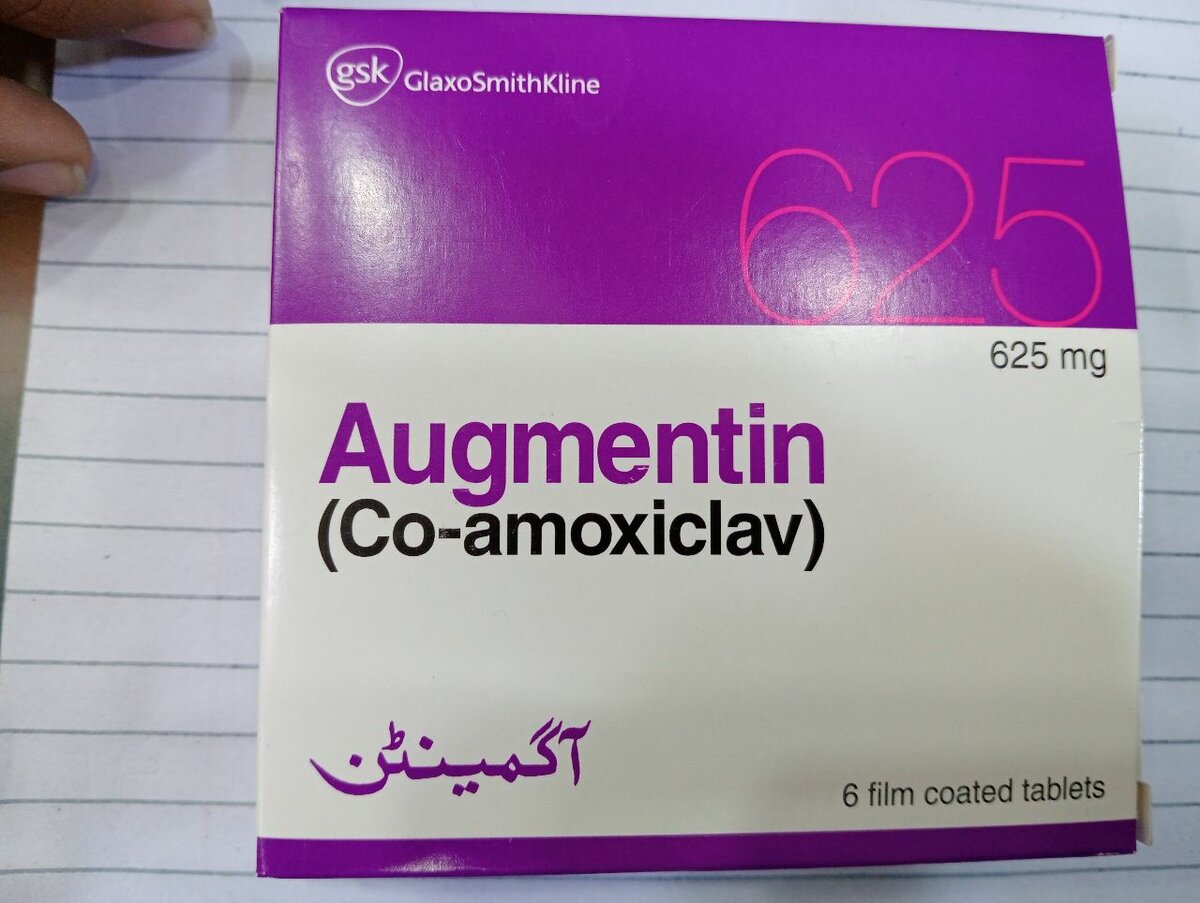 gsk GlaxoSmithKline
625
625 mg
Augmentin
(Co-amoxiclav)
آگمینٹن
6 film coated tablets